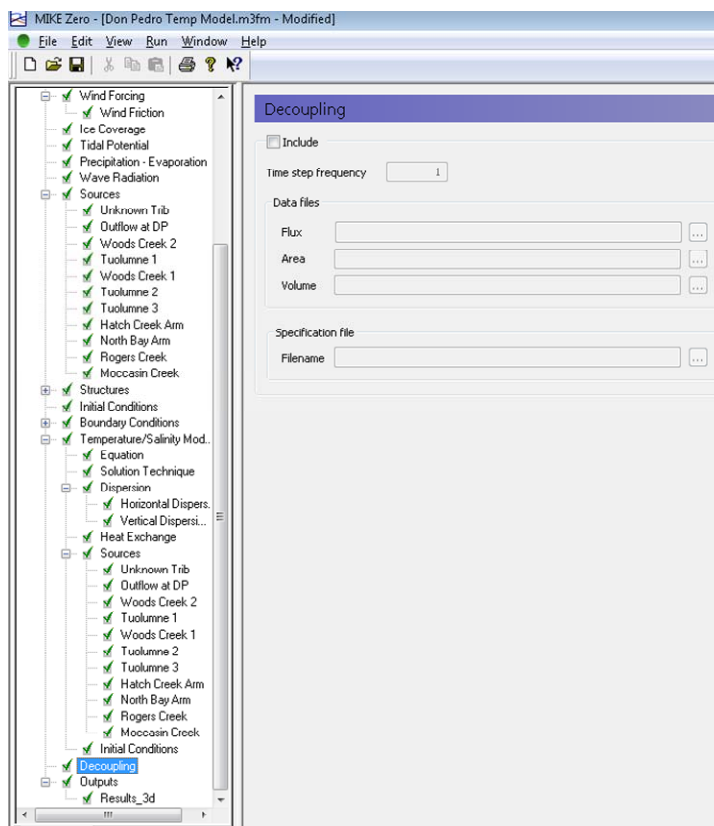 MIKE Zero - [Don Pedro Temp Model.m3fm - Modified]
File Edit View Run Window Help
Wind Forcing
Wind Friction
Ice Coverage
Tidal Potential
Precipitation - Evaporation
Wave Radiation
Sources
Unknown Trib
Outflow at DP
Woods Creek 2
Tuolumne 1
Woods Creek 1
Tuolumne 2
Tuolumne 3
Hatch Creek Arm
North Bay Arm
Rogers Creek
Moccasin Creek
Structures
Initial Conditions
Boundary Conditions
Temperature/Salinity Mod..
Equation
Solution Technique
Dispersion
Horizontal Dispers.
Vertical Dispersi...
Heat Exchange
Sources
Unknown Trib
Outflow at DP
Woods Creek 2
Tuolumne 1
Woods Creek 1
Tuolumne 2
Tuolumne 3
Hatch Creek Arm
North Bay Arm
Rogers Creek
Moccasin Creek
Initial Conditions
Decoupling
Outputs
Results_3d
Decoupling
Include
Time step frequency 1
Data files
Flux ...
Area ...
Volume ...
Specification file
Filename ...